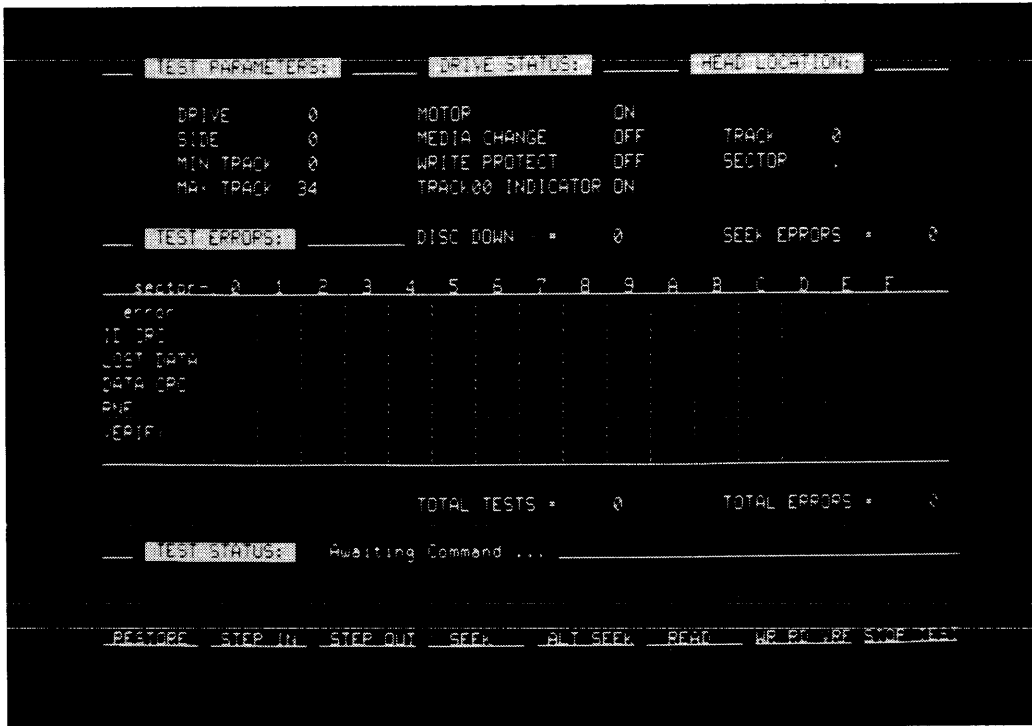 TEST PARAMETERS: DRIVE STATUS: HEAD LOCATION:
DRIVE 0 MOTOR ON
SIDE 0 MEDIA CHANGE OFF TRACK 0
MIN TRACK 0 WRITE PROTECT OFF SECTOR .
MAX TRACK 34 TRACK00 INDICATOR ON
TEST ERRORS: DISC DOWN - * 0 SEEK ERRORS * 0
sector- 0 1 2 3 4 5 6 7 8 9 A B C D E F
error
ID CRC
LOST DATA
DATA CRC
RNF
VERIFY
TOTAL TESTS * 0 TOTAL ERRORS * 0
TEST STATUS: Awaiting Command ...
RESTORE STEP IN STEP OUT SEEK ALT SEEK READ WR RD STOP TEST